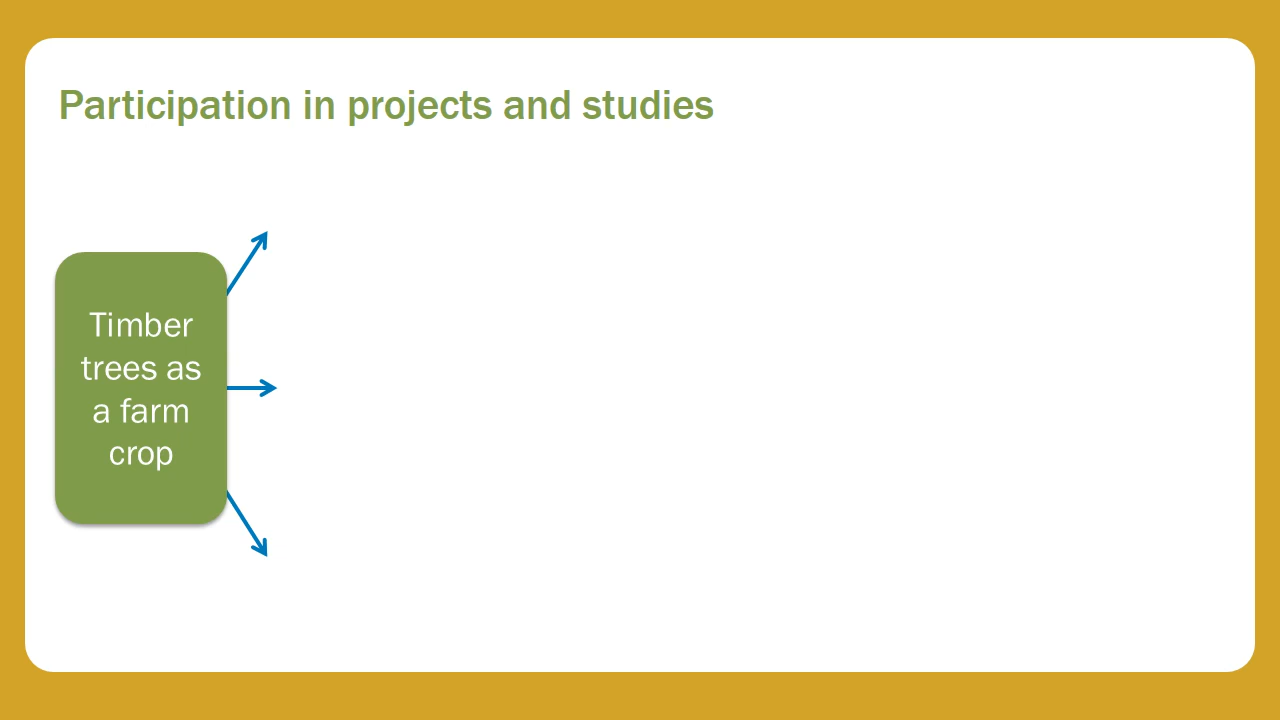 Participation in projects and studies
Timber
trees as
a farm
crop